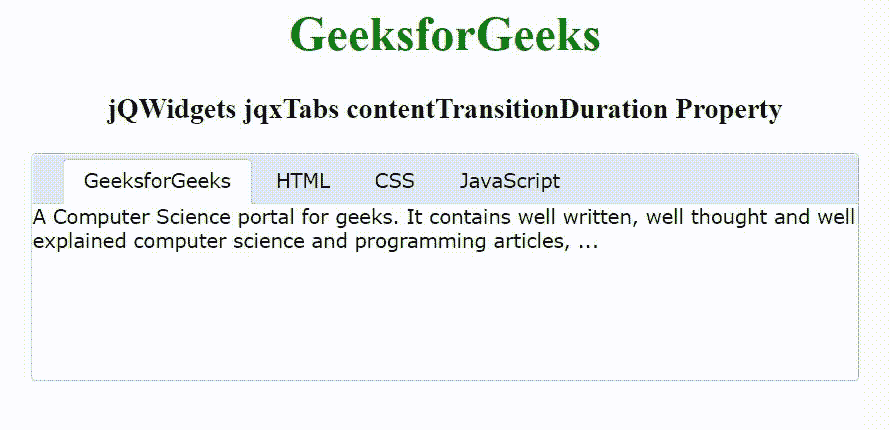 GeeksforGeeks
jQWidgets jqxTabs contentTransitionDuration Property
GeeksforGeeks HTML CSS JavaScript
A Computer Science portal for geeks. It contains well written, well thought and well
explained computer science and programming articles, ...